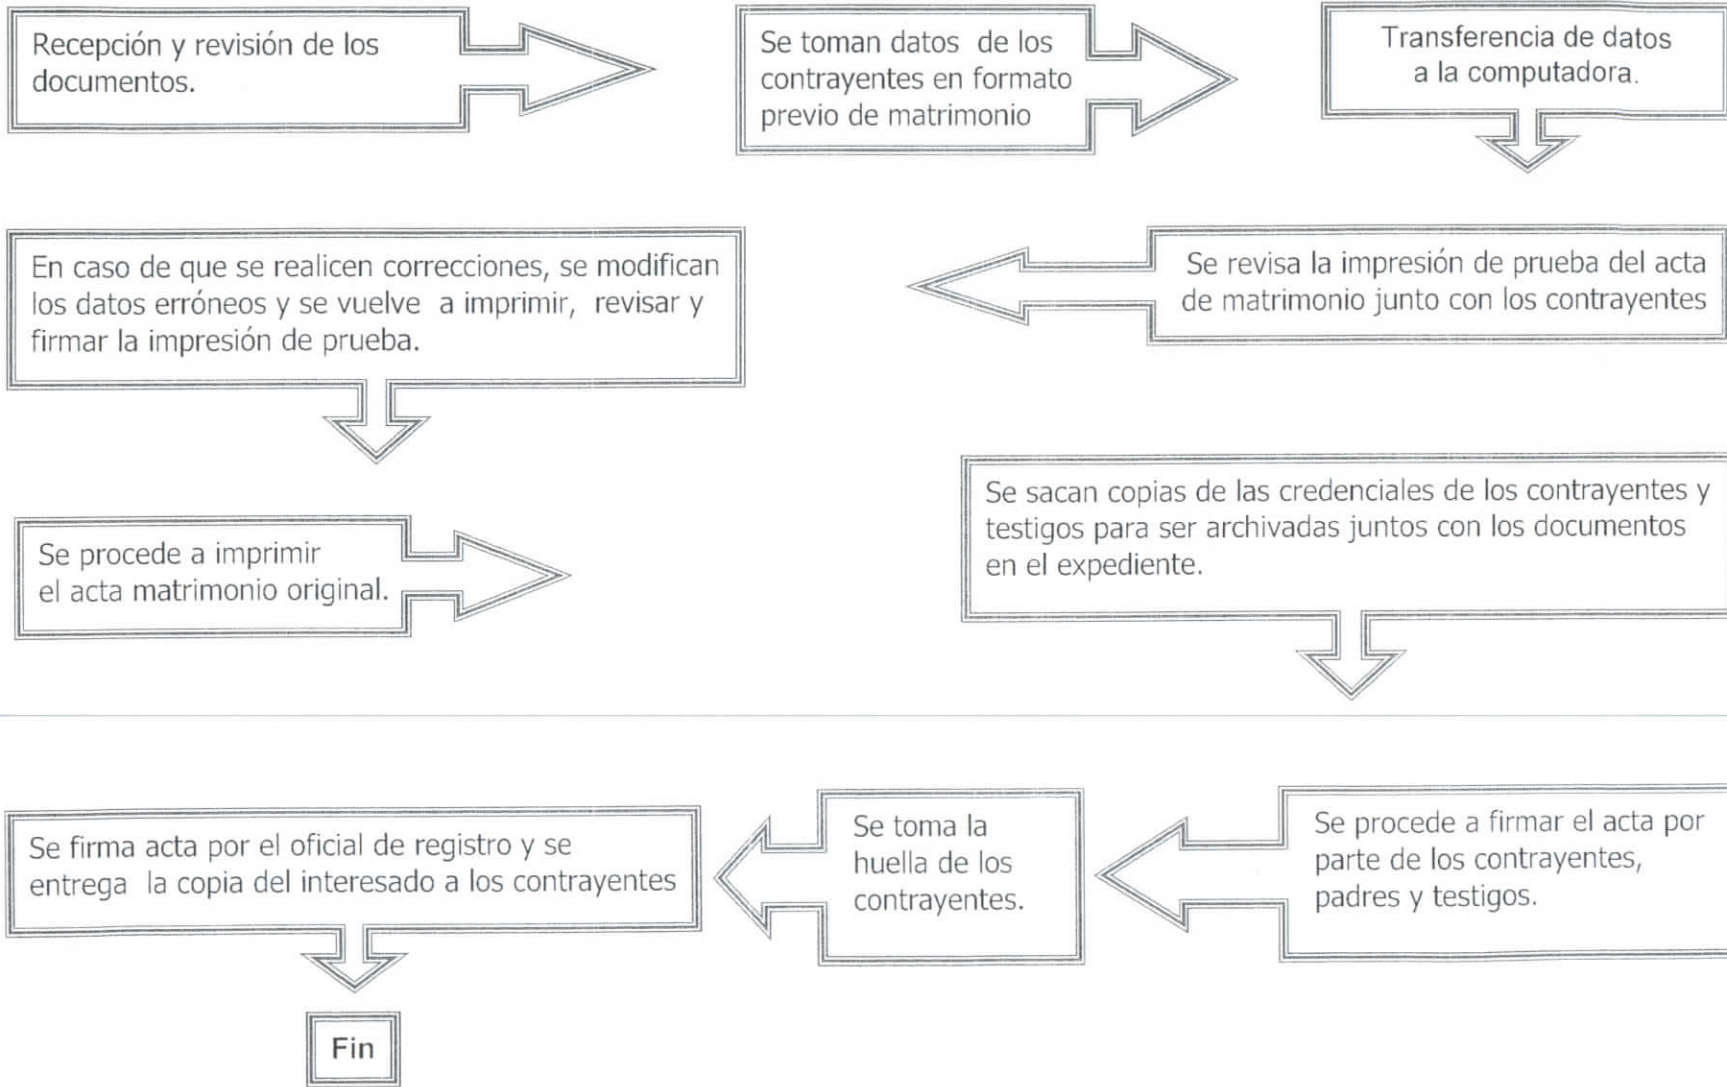 Recepción y revisión de los
documentos.
Se toman datos de los
contrayentes en formato
previo de matrimonio
Transferencia de datos
a la computadora.
Se revisa la impresión de prueba del acta
de matrimonio junto con los contrayentes
En caso de que se realicen correcciones, se modifican
los datos erróneos y se vuelve a imprimir, revisar y
firmar la impresión de prueba.
Se procede a imprimir
el acta matrimonio original.
Se sacan copias de las credenciales de los contrayentes y
testigos para ser archivadas juntos con los documentos
en el expediente.
Se procede a firmar el acta por
parte de los contrayentes,
padres y testigos.
Se toma la
huella de los
contrayentes.
Se firma acta por el oficial de registro y se
entrega la copia del interesado a los contrayentes
Fin